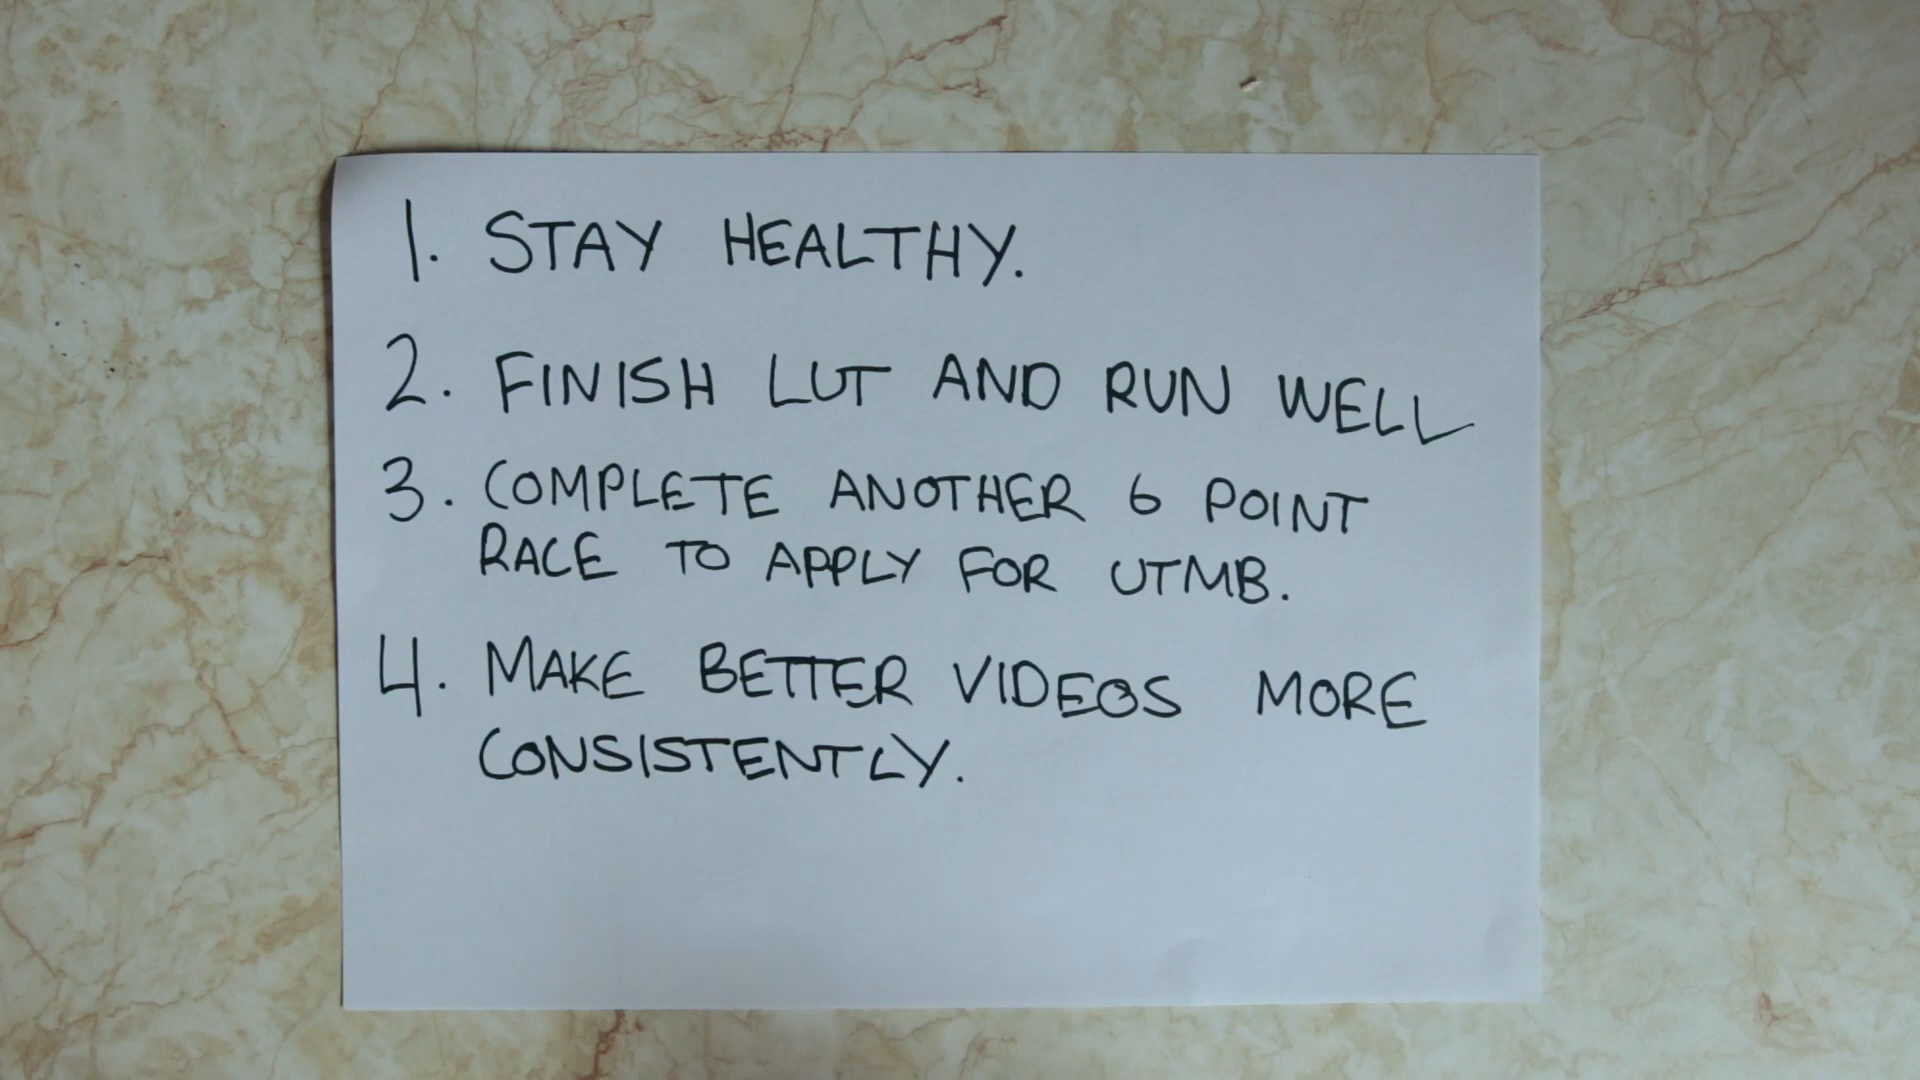 1. STAY HEALTHY.
2. FINISH LUT AND RUN WELL
3. COMPLETE ANOTHER 6 POINT
RACE TO APPLY FOR UTMB.
4. MAKE BETTER VIDEOS MORE
CONSISTENTLY.